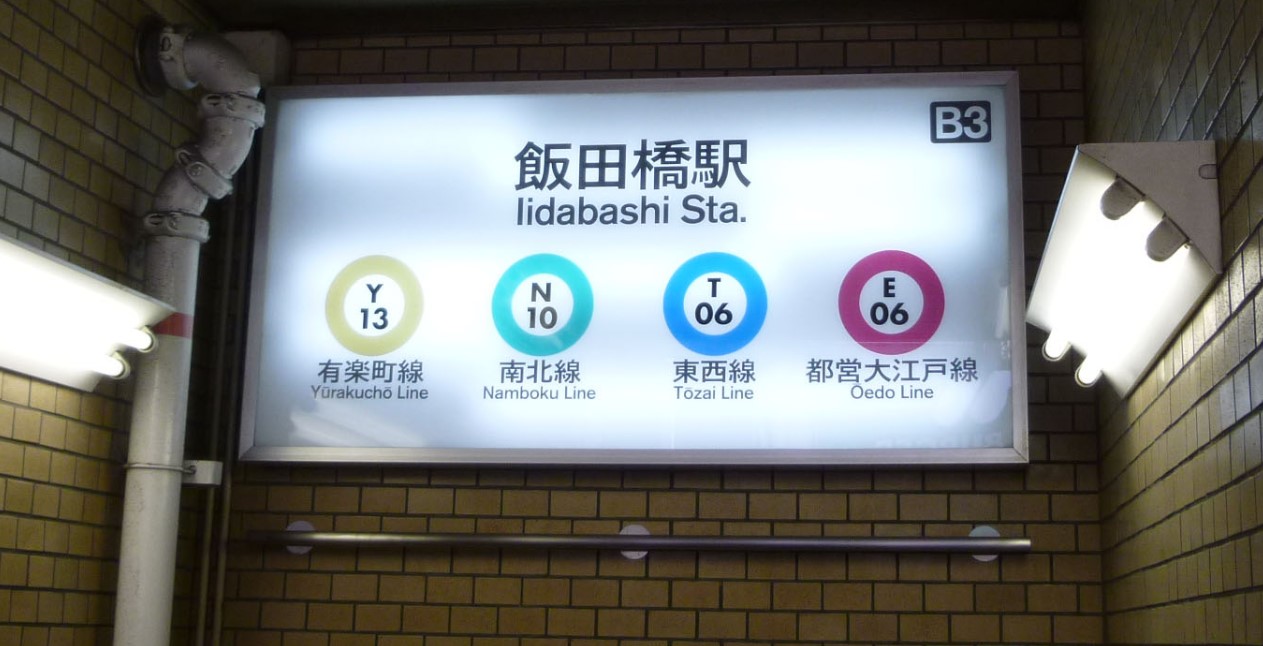 B3
飯田橋駅
Iidabashi Sta.
Y
13
N
10
T
06
E
06
有楽町線
南北線
東西線
都営大江戸線
Yūrakuchō Line
Namboku Line
Tōzai Line
Ōedo Line